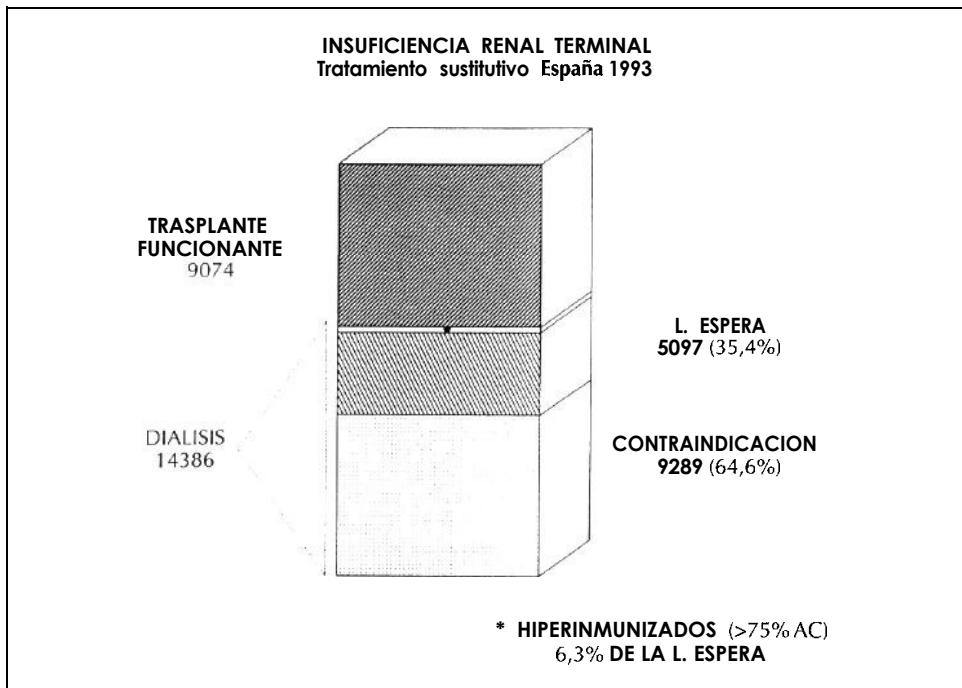 INSUFICIENCIA RENAL TERMINAL
Tratamiento sustitutivo España 1993
TRASPLANTE
FUNCIONANTE
9074
L. ESPERA
5097 (35,4%)
DIALISIS
14386
CONTRAINDICACION
9289 (64,6%)
* HIPERINMUNIZADOS (>75% AC)
6,3% DE LA L. ESPERA